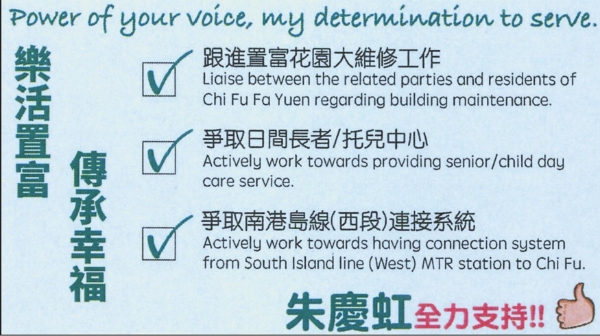 Power of your voice, my determination to serve.
樂活置富
傳承幸福
跟進置富花園大維修工作
Liaise between the related parties and residents of
Chi Fu Fa Yuen regarding building maintenance.
爭取日間長者/托兒中心
Actively work towards providing senior/child day
care service.
爭取南港島線(西段)連接系統
Actively work towards having connection system
from South Island line (West) MTR station to Chi Fu.
朱慶虹全力支持!!